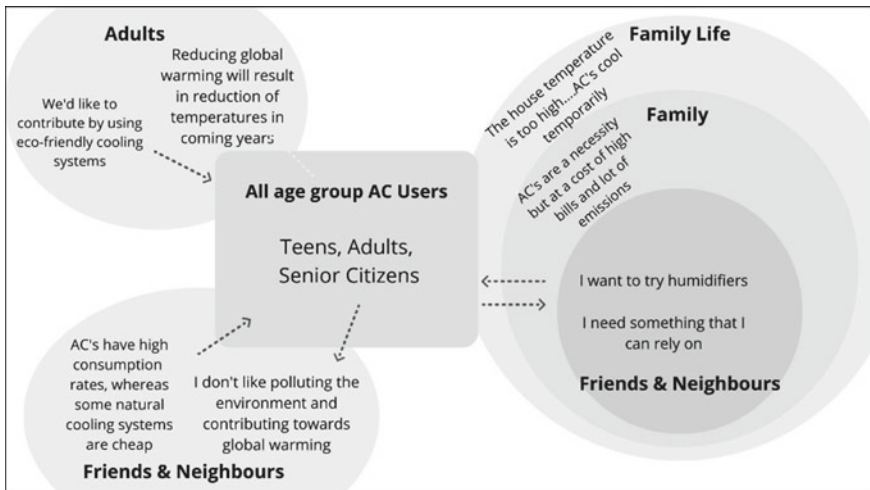 Adults
Reducing global
warming will result
in reduction of
temperatures in
coming years
We'd like to
contribute by using
eco-friendly cooling
systems
All age group AC Users
Teens, Adults,
Senior Citizens
AC's have high
consumption
rates, whereas
some natural
cooling systems
are cheap
I don't like polluting the
environment and
contributing towards
global warming
Friends & Neighbours
Family Life
The house temperature
is too high....AC's cool
temporarily
Family
AC's are a necessity
but at a cost of high
bills and lot of
emissions
I want to try humidifiers
I need something that I
can rely on
Friends & Neighbours